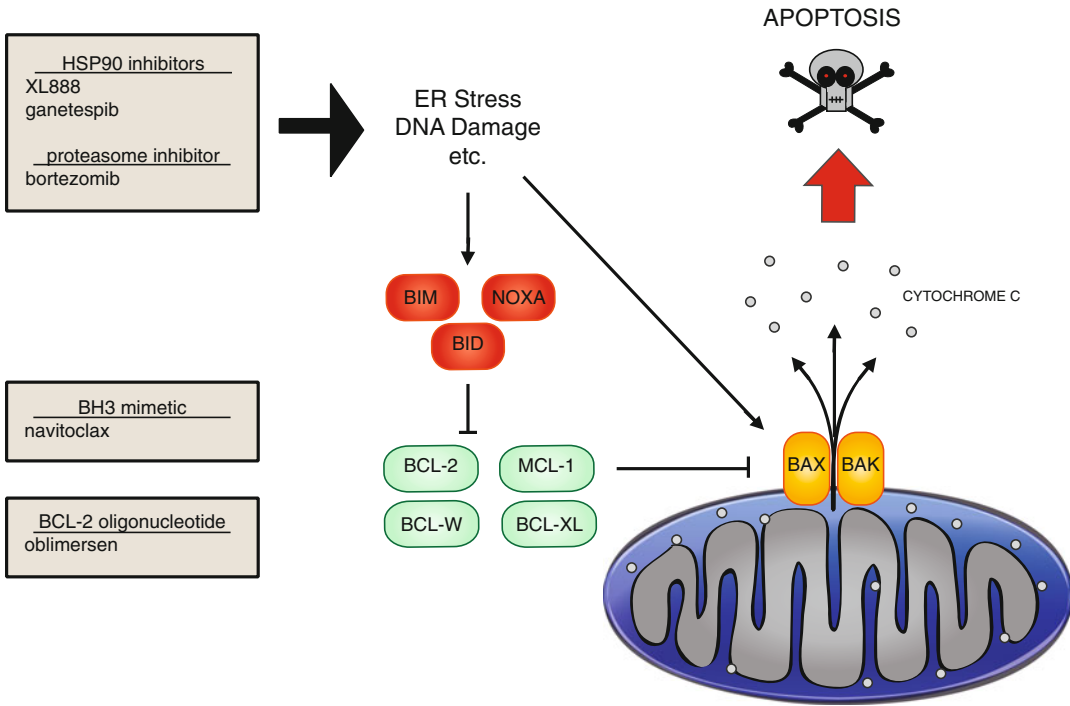 APOPTOSIS
HSP90 inhibitors
XL888
ganetespib
proteasome inhibitor
bortezomib
ER Stress
DNA Damage
etc.
BIM
NOXA
BID
CYTOCHROME C
BH3 mimetic
navitoclax
BCL-2
MCL-1
BAX
BAK
BCL-W
BCL-XL
BCL-2 oligonucleotide
oblimersen